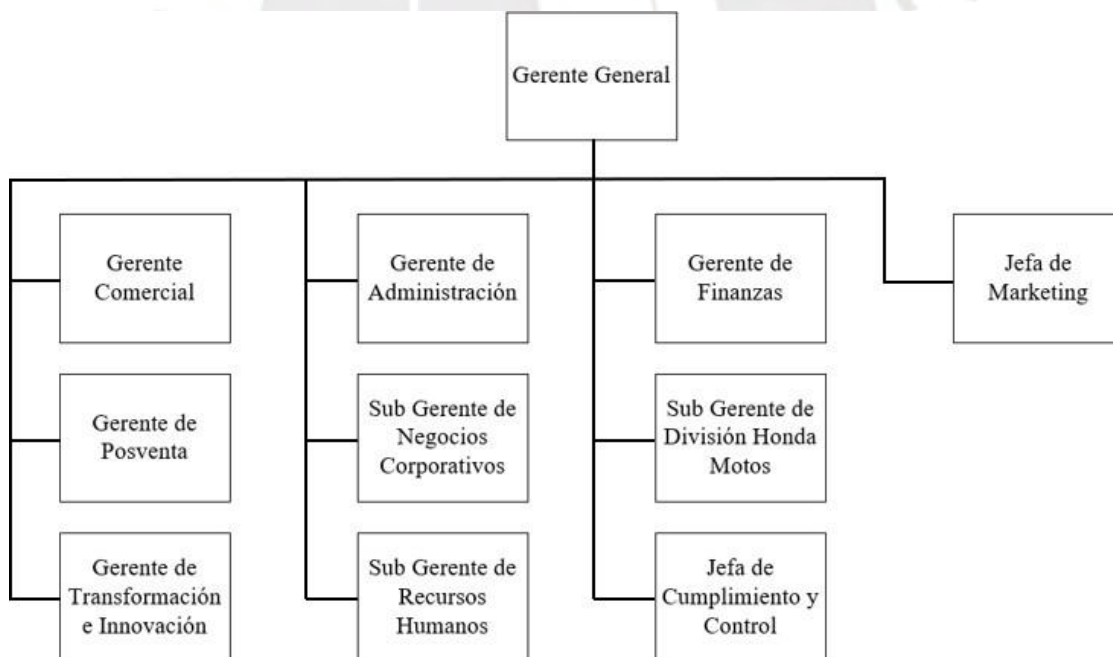 Gerente General
Gerente
Comercial
Gerente de
Administración
Gerente de
Finanzas
Jefa de
Marketing
Gerente de
Posventa
Sub Gerente de
Negocios
Corporativos
Sub Gerente de
División Honda
Motos
Gerente de
Transformación
e Innovación
Sub Gerente de
Recursos
Humanos
Jefa de
Cumplimiento y
Control